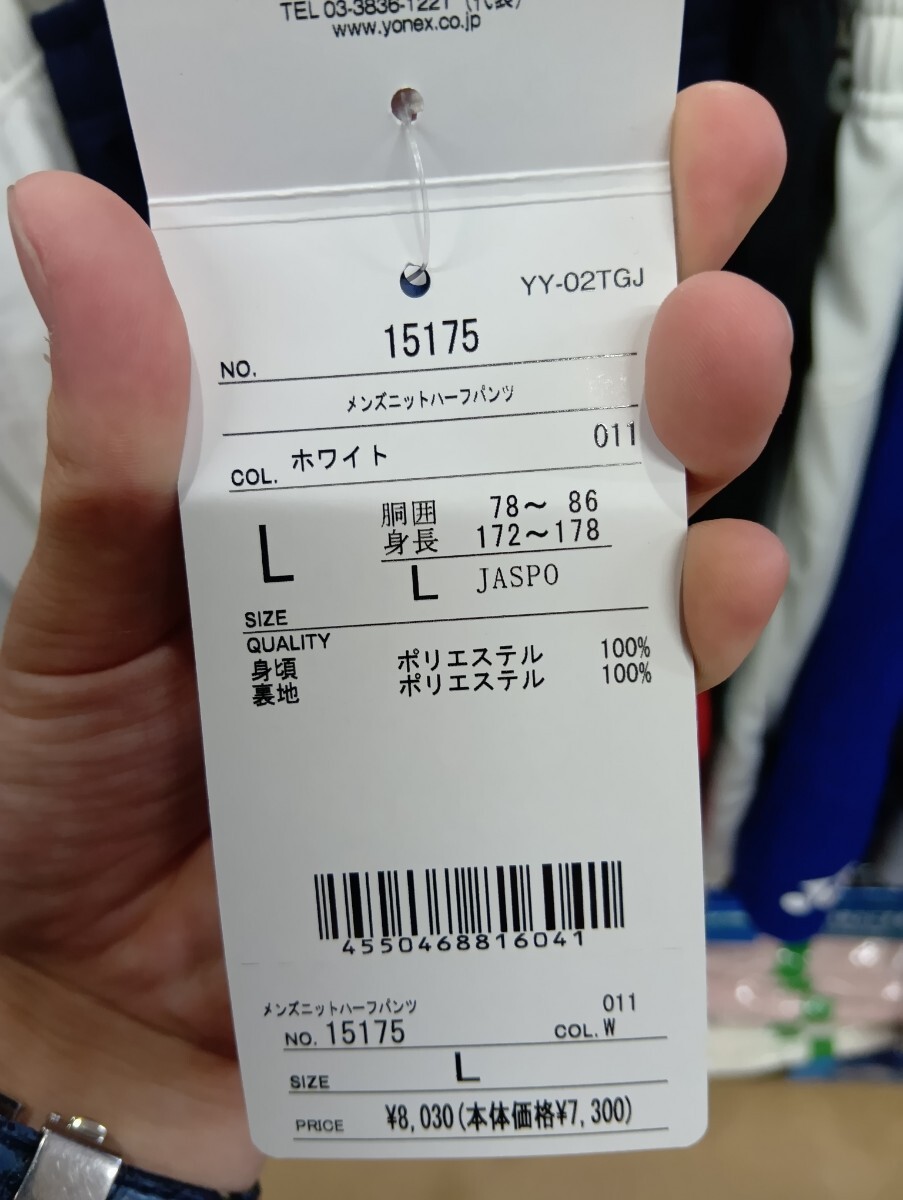 TEL 03-3836-1221 (代表)
www.yonex.co.jp
YY-02TGJ
NO. 15175
メンズニットハーフパンツ
COL. ホワイト 011
L
胴囲 78～ 86
身長 172～178
L JASPO
SIZE
QUALITY
身頃 ポリエステル 100%
裏地 ポリエステル 100%
4550468816041
メンズニットハーフパンツ 011
NO. 15175 COL. W
SIZE L
PRICE ¥8,030(本体価格¥7,300)